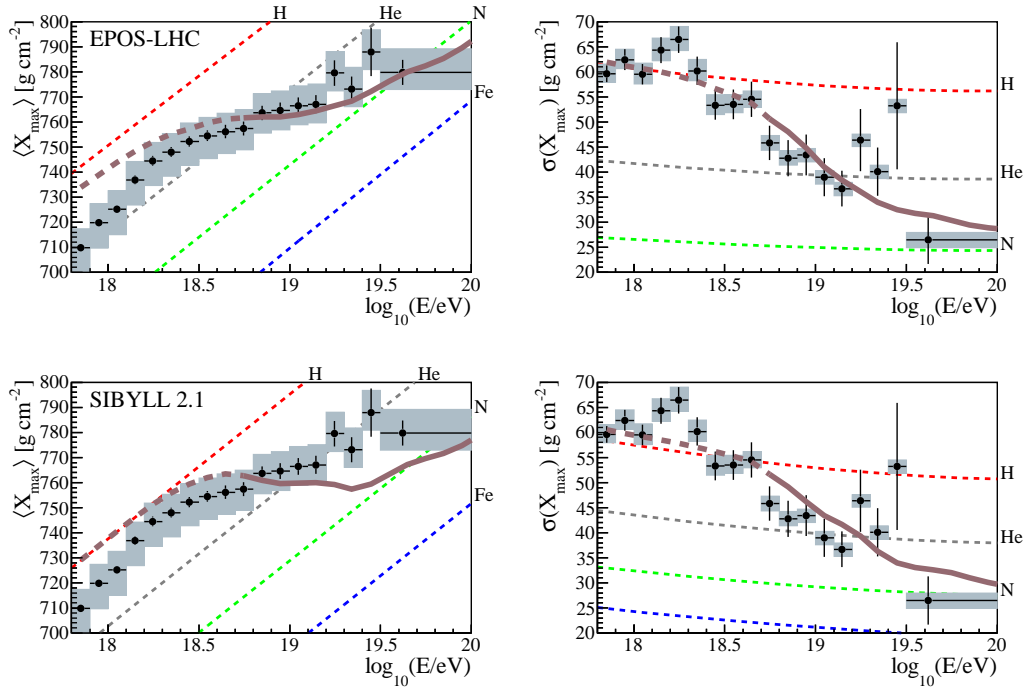 H He N
EPOS-LHC
⟨X_max⟩ [g cm⁻²]
800
790
780
770
760
750
740
730
720
710
700
Fe
18 18.5 19 19.5 20
log₁₀(E/eV)
σ(X_max) [g cm⁻²]
70
65
60
55
50
45
40
35
30
25
20
H
He
N
18 18.5 19 19.5 20
log₁₀(E/eV)
H He
SIBYLL 2.1
⟨X_max⟩ [g cm⁻²]
800
790
780
770
760
750
740
730
720
710
700
N
Fe
18 18.5 19 19.5 20
log₁₀(E/eV)
σ(X_max) [g cm⁻²]
70
65
60
55
50
45
40
35
30
25
20
H
He
N
18 18.5 19 19.5 20
log₁₀(E/eV)